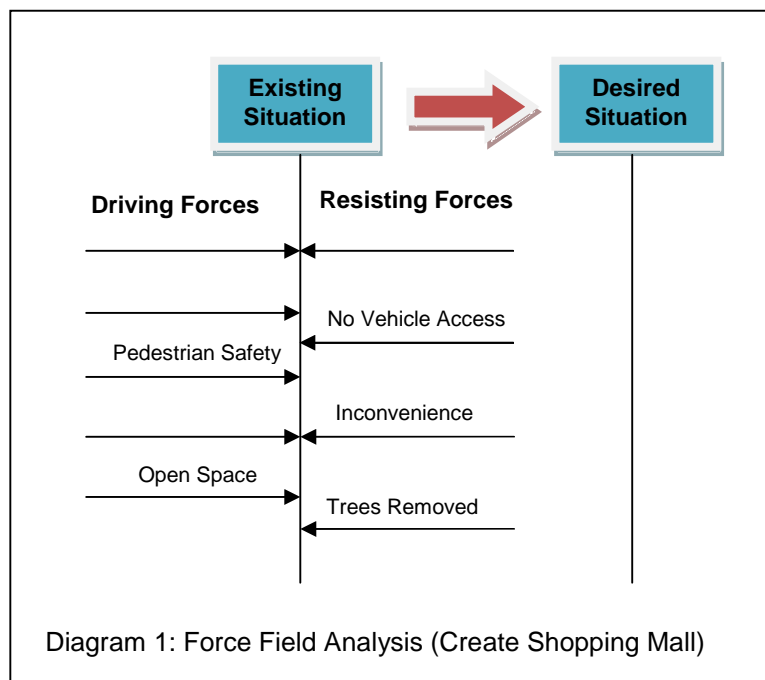 Existing
Situation
Desired
Situation
Driving Forces
Resisting Forces
No Vehicle Access
Pedestrian Safety
Inconvenience
Open Space
Trees Removed
Diagram 1: Force Field Analysis (Create Shopping Mall)